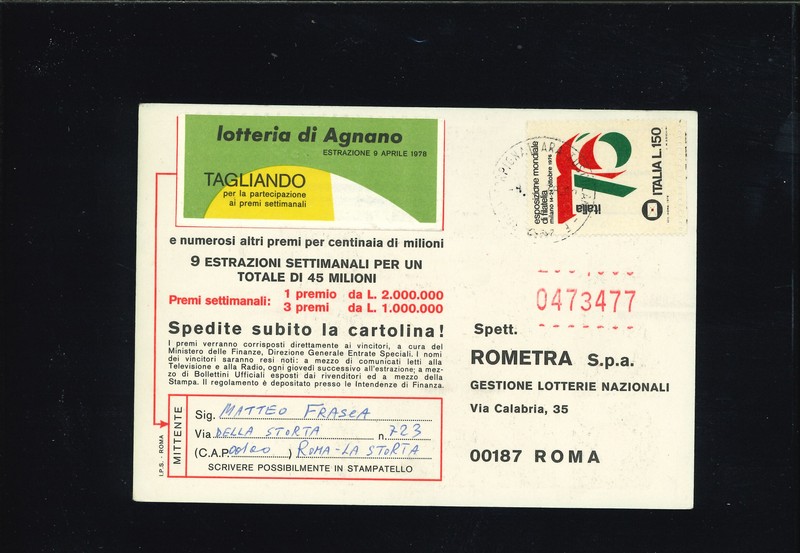 lotteria di Agnano
ESTRAZIONE 9 APRILE 1978
TAGLIANDO
per la partecipazione
ai premi settimanali
e numerosi altri premi per centinaia di milioni
9 ESTRAZIONI SETTIMANALI PER UN
TOTALE DI 45 MILIONI
Premi settimanali: 1 premio da L. 2.000.000
3 premi da L. 1.000.000
Spedite subito la cartolina!
I premi verranno corrisposti direttamente ai vincitori, a cura del
Ministero delle Finanze, Direzione Generale Entrate Speciali. I nomi
dei vincitori saranno resi noti: a mezzo di comunicati letti alla
Televisione e alla Radio, ogni giovedì successivo all'estrazione; a mez-
zo di Bollettini Ufficiali esposti dai rivenditori ed a mezzo della
Stampa. Il regolamento è depositato presso le Intendenze di Finanza.
MITTENTE
Sig. MATTEO FRASCA
Via DELLA STORTA n. 723
(C.A.P. 00100 ) ROMA-LA STORTA
SCRIVERE POSSIBILMENTE IN STAMPATELLO
I.P.S. - ROMA
esposizione mondiale
di filatelia
milano 14-24 ottobre 1976
italia
76
ITALIA L.150
0473477
Spett.
ROMETRA S.p.a.
GESTIONE LOTTERIE NAZIONALI
Via Calabria, 35
00187 ROMA